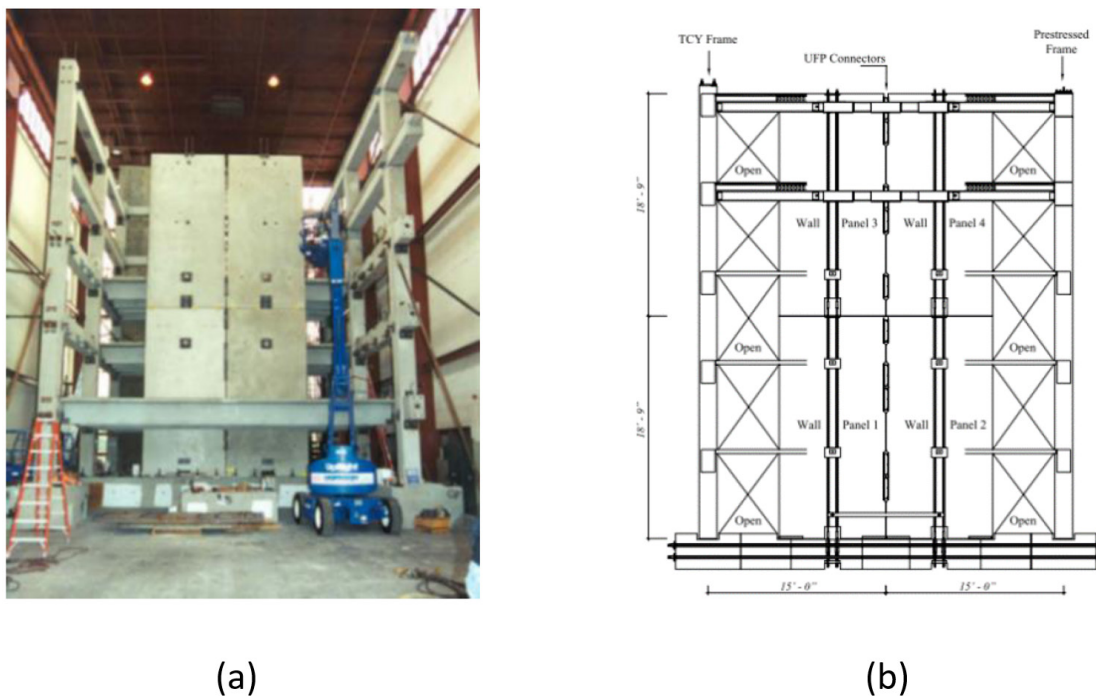 TCY Frame
UFP Connectors
Prestressed
Frame
Open
Open
18' - 9"
Wall
Panel 3
Wall
Panel 4
Open
Open
18' - 9"
Wall
Panel 1
Wall
Panel 2
Open
Open
15' - 0"
15' - 0"
(a)
(b)